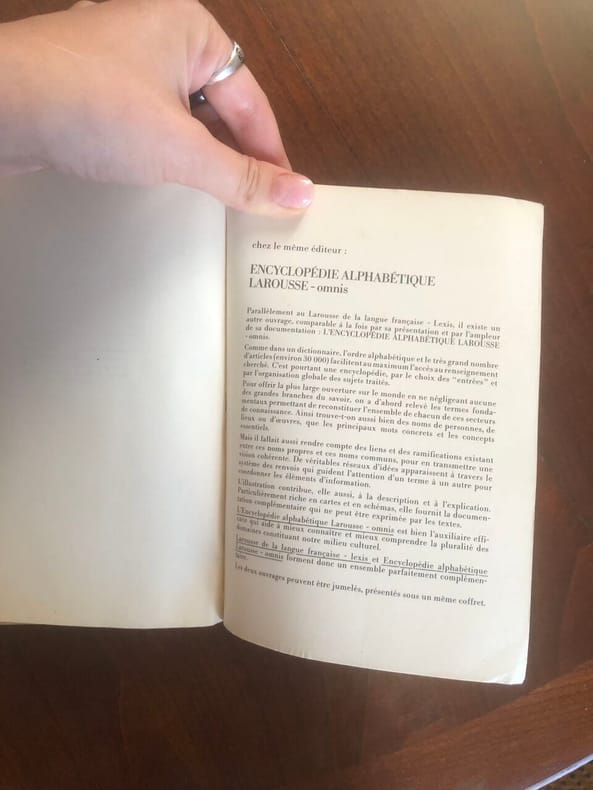 chez le même éditeur :
ENCYCLOPÉDIE ALPHABÉTIQUE
LAROUSSE - omnis
Parallèlement au Larousse de la langue française - Lexis, il existe un
autre ouvrage, comparable à la fois par sa présentation et par l'ampleur
de sa documentation : L'ENCYCLOPÉDIE ALPHABÉTIQUE LAROUSSE
- omnis.
Comme dans un dictionnaire, l'ordre alphabétique et le très grand nombre
d'articles (environ 30 000) facilitent au maximum l'accès au renseignement
cherché. C'est pourtant une encyclopédie, par le choix des "entrées" et
par l'organisation globale des sujets traités.
Pour offrir la plus large ouverture sur le monde en ne négligeant aucune
des grandes branches du savoir, on a d'abord relevé les termes fonda-
mentaux permettant de reconstituer l'ensemble de chacun de ces secteurs
de connaissance. Ainsi trouve-t-on aussi bien des noms de personnes, de
lieux ou d'œuvres, que les principaux mots concrets et les concepts
essentiels.
Mais il fallait aussi rendre compte des liens et des ramifications existant
entre ces noms propres et ces noms communs, pour en transmettre une
vision cohérente. De véritables réseaux d'idées apparaissent à travers le
système des renvois qui guident l'attention d'un terme à un autre pour
coordonner les éléments d'information.
L'illustration contribue, elle aussi, à la description et à l'explication.
Particulièrement riche en cartes et en schémas, elle fournit la documen-
tation complémentaire qui ne peut être exprimée par les textes.
L'Encyclopédie alphabétique Larousse - omnis est bien l'auxiliaire effi-
cace qui aide à mieux connaître et mieux comprendre la pluralité des
domaines constituant notre milieu culturel.
Larousse de la langue française - lexis et Encyclopédie alphabétique
Larousse - omnis forment donc un ensemble parfaitement complémen-
taire.
Les deux ouvrages peuvent être jumelés, présentés sous un même coffret.